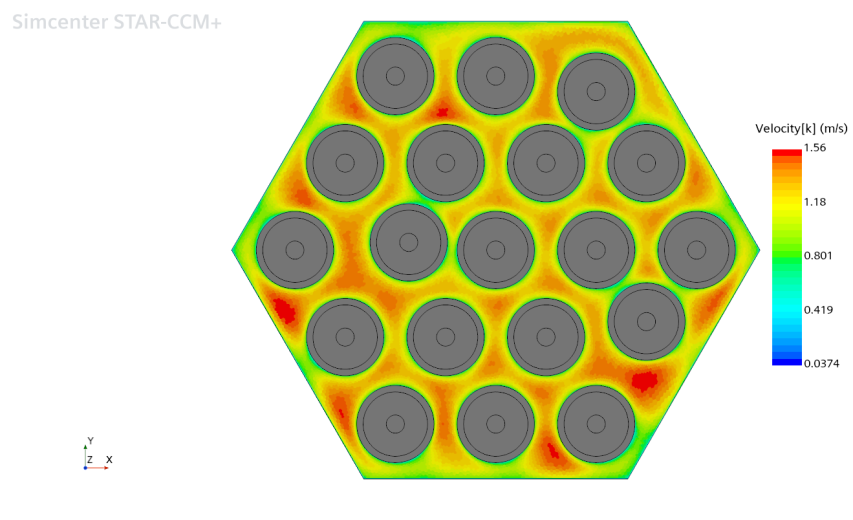 Simcenter STAR-CCM+
Velocity[k] (m/s)
1.56
1.18
0.801
0.419
0.0374
Y
Z X